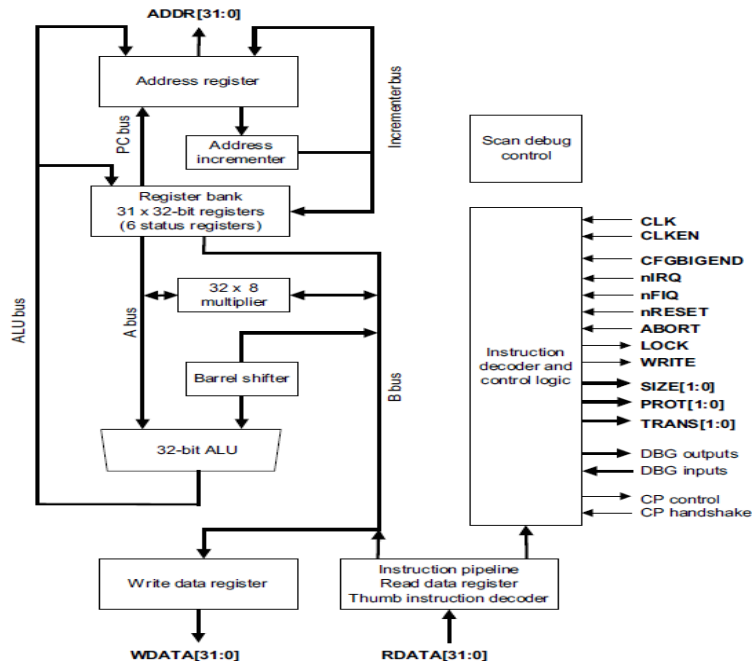 ADDR[31:0]
Address register
Address
incrementer
PC bus
Incrementer bus
Scan debug
control
Register bank
31 x 32-bit registers
(6 status registers)
ALU bus
A bus
32 x 8
multiplier
Barrel shifter
B bus
32-bit ALU
Instruction
decoder and
control logic
CLK
CLKEN
CFGBIGEND
nIRQ
nFIQ
nRESET
ABORT
LOCK
WRITE
SIZE[1:0]
PROT[1:0]
TRANS[1:0]
DBG outputs
DBG inputs
CP control
CP handshake
Write data register
Instruction pipeline
Read data register
Thumb instruction decoder
WDATA[31:0]
RDATA[31:0]